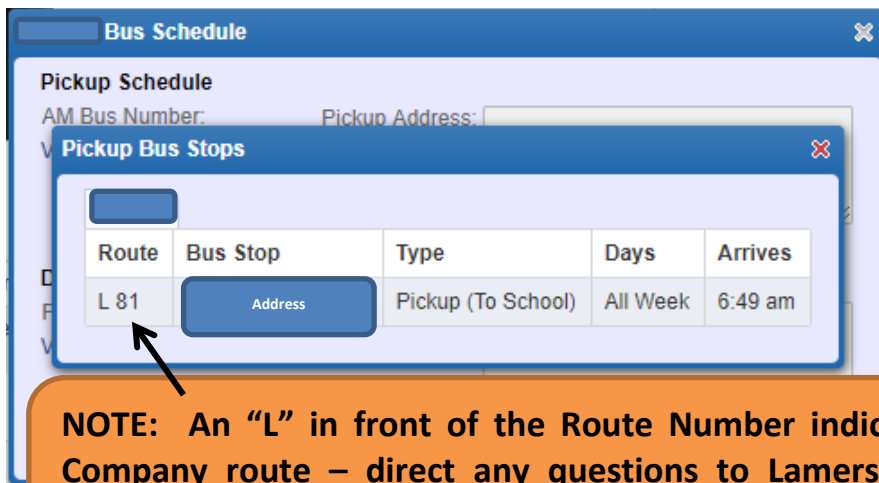 Bus Schedule
Pickup Schedule
AM Bus Number: Pickup Address:
Pickup Bus Stops
Route Bus Stop Type Days Arrives
L 81 Address Pickup (To School) All Week 6:49 am
NOTE: An “L” in front of the Route Number
Company route – direct any questions to Lamers